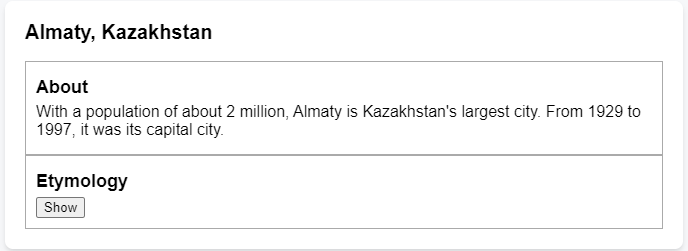 Almaty, Kazakhstan
About
With a population of about 2 million, Almaty is Kazakhstan's largest city. From 1929 to
1997, it was its capital city.
Etymology
Show